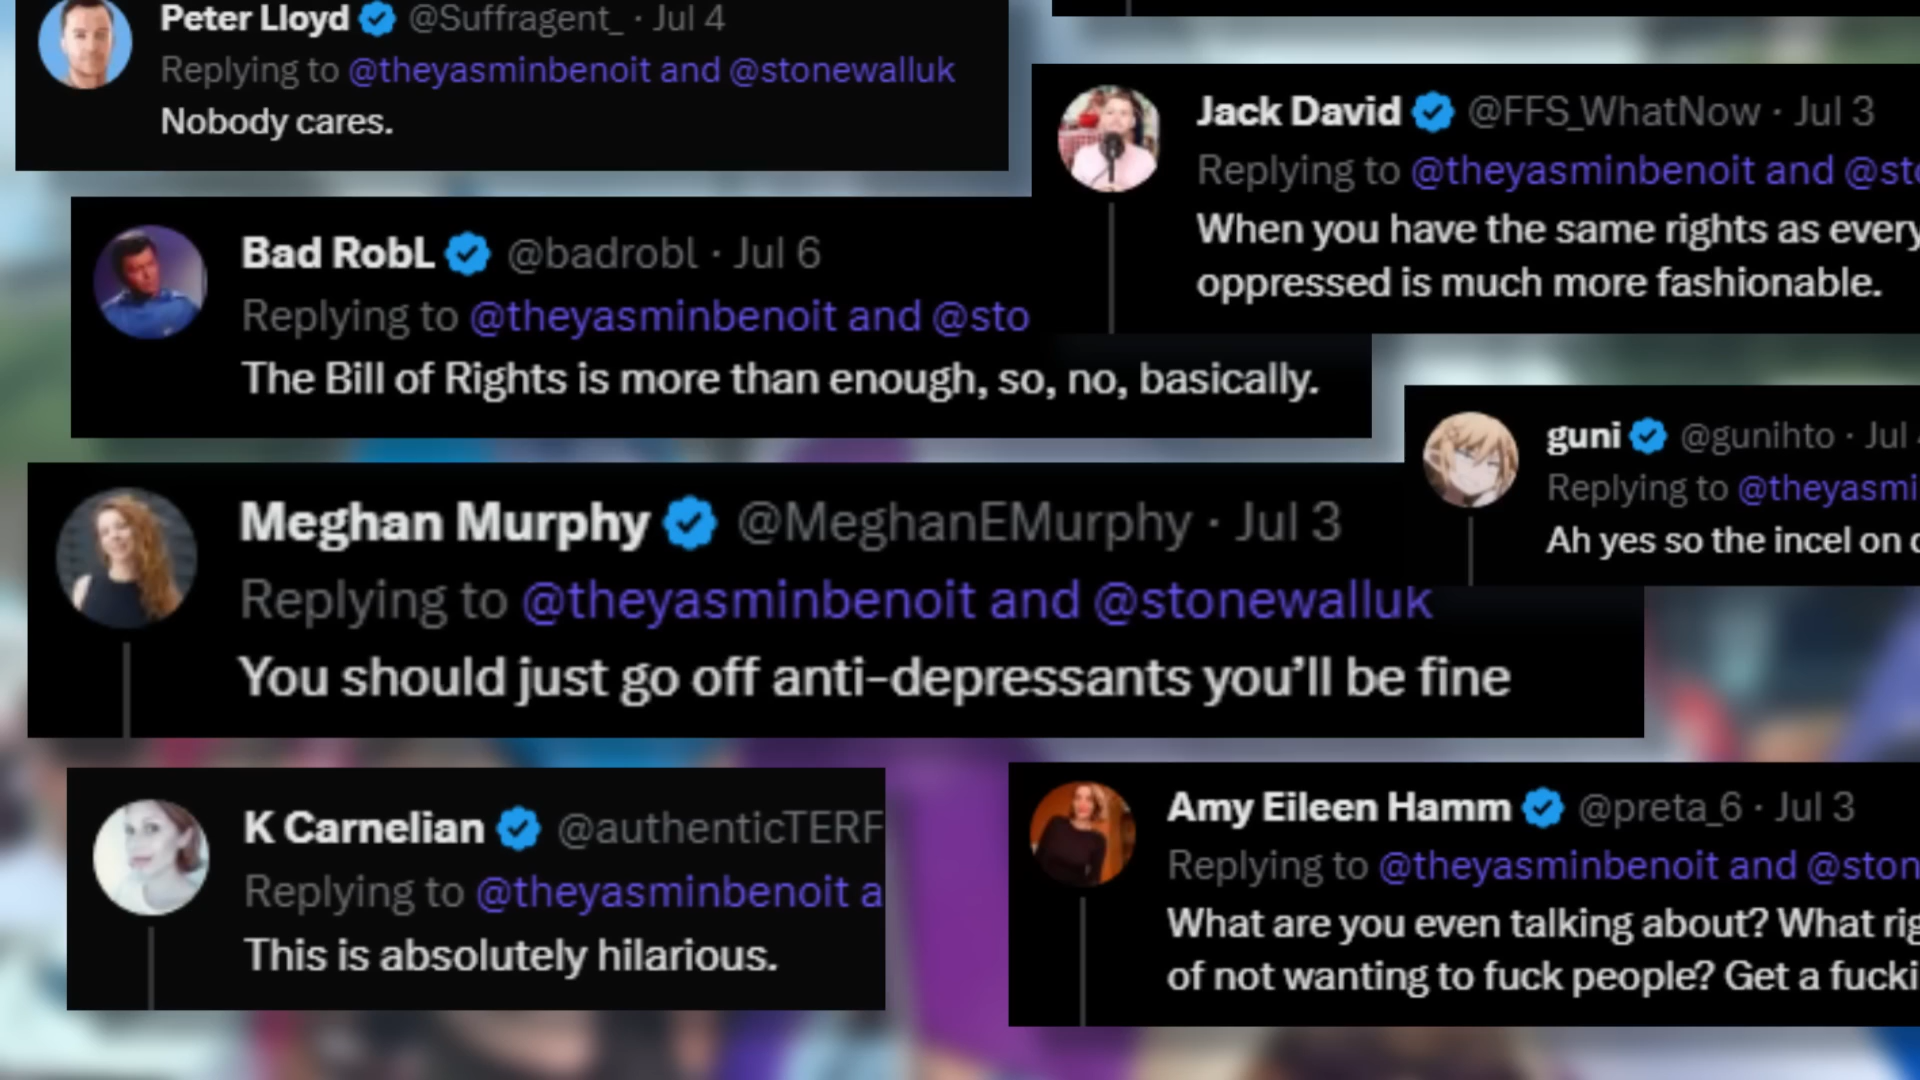 Peter Lloyd @Suffragent_ · Jul 4
Replying to @theyasminbenoit and @stonewalluk
Nobody cares.
Jack David @FFS_WhatNow · Jul 3
Replying to @theyasminbenoit and @sto
When you have the same rights as every
oppressed is much more fashionable.
Bad RobL @badrobl · Jul 6
Replying to @theyasminbenoit and @sto
The Bill of Rights is more than enough, so, no, basically.
guni @gunihto · Jul
Replying to @theyasmi
Ah yes so the incel on
Meghan Murphy @MeghanEMurphy · Jul 3
Replying to @theyasminbenoit and @stonewalluk
You should just go off anti-depressants you’ll be fine
K Carnelian @authenticTERF
Replying to @theyasminbenoit a
This is absolutely hilarious.
Amy Eileen Hamm @preta_6 · Jul 3
Replying to @theyasminbenoit and @ston
What are you even talking about? What rig
of not wanting to fuck people? Get a fucki